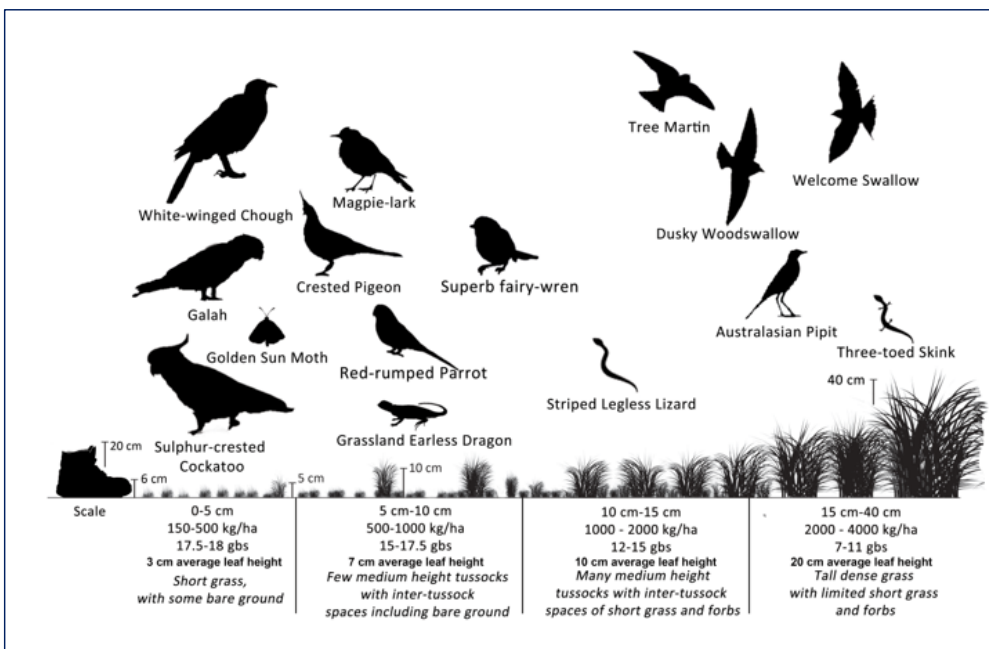 Tree Martin
Welcome Swallow
White-winged Chough
Magpie-lark
Dusky Woodswallow
Crested Pigeon
Superb fairy-wren
Galah
Australasian Pipit
Golden Sun Moth
Red-rumped Parrot
Three-toed Skink
Striped Legless Lizard
40 cm
Grassland Earless Dragon
Sulphur-crested
Cockatoo
20 cm
6 cm
5 cm
10 cm
Scale
0-5 cm
150-500 kg/ha
17.5-18 gbs
3 cm average leaf height
Short grass,
with some bare ground
5 cm-10 cm
500-1000 kg/ha
15-17.5 gbs
7 cm average leaf height
Few medium height tussocks
with inter-tussock
spaces including bare ground
10 cm-15 cm
1000 - 2000 kg/ha
12-15 gbs
10 cm average leaf height
Many medium height
tussocks with inter-tussock
spaces of short grass and forbs
15 cm-40 cm
2000 - 4000 kg/ha
7-11 gbs
20 cm average leaf height
Tall dense grass
with limited short grass
and forbs